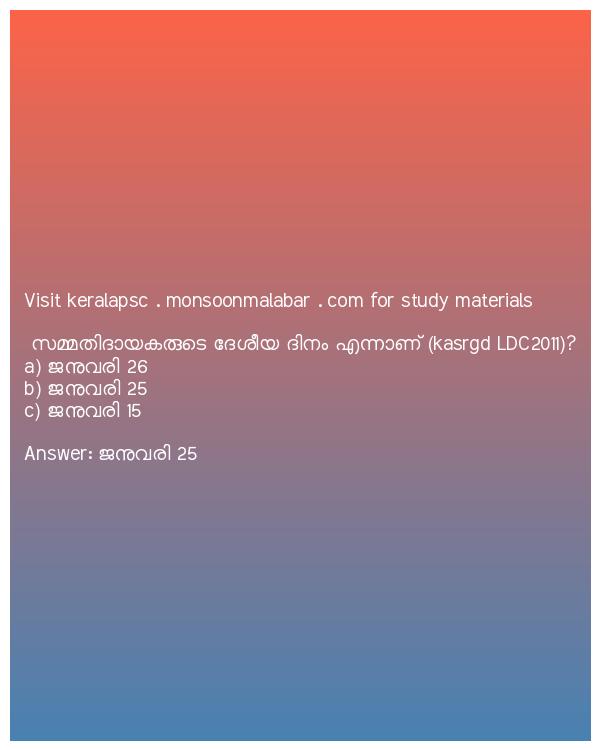 Visit keralapsc . monsoonmalabar . com for study materials
സമ്മതിദായകരുടെ ദേശീയ ദിനം എന്നാണ് (kasrgd LDC2011)?
a) ജനുവരി 26
b) ജനുവരി 25
c) ജനുവരി 15
Answer: ജനുവരി 25